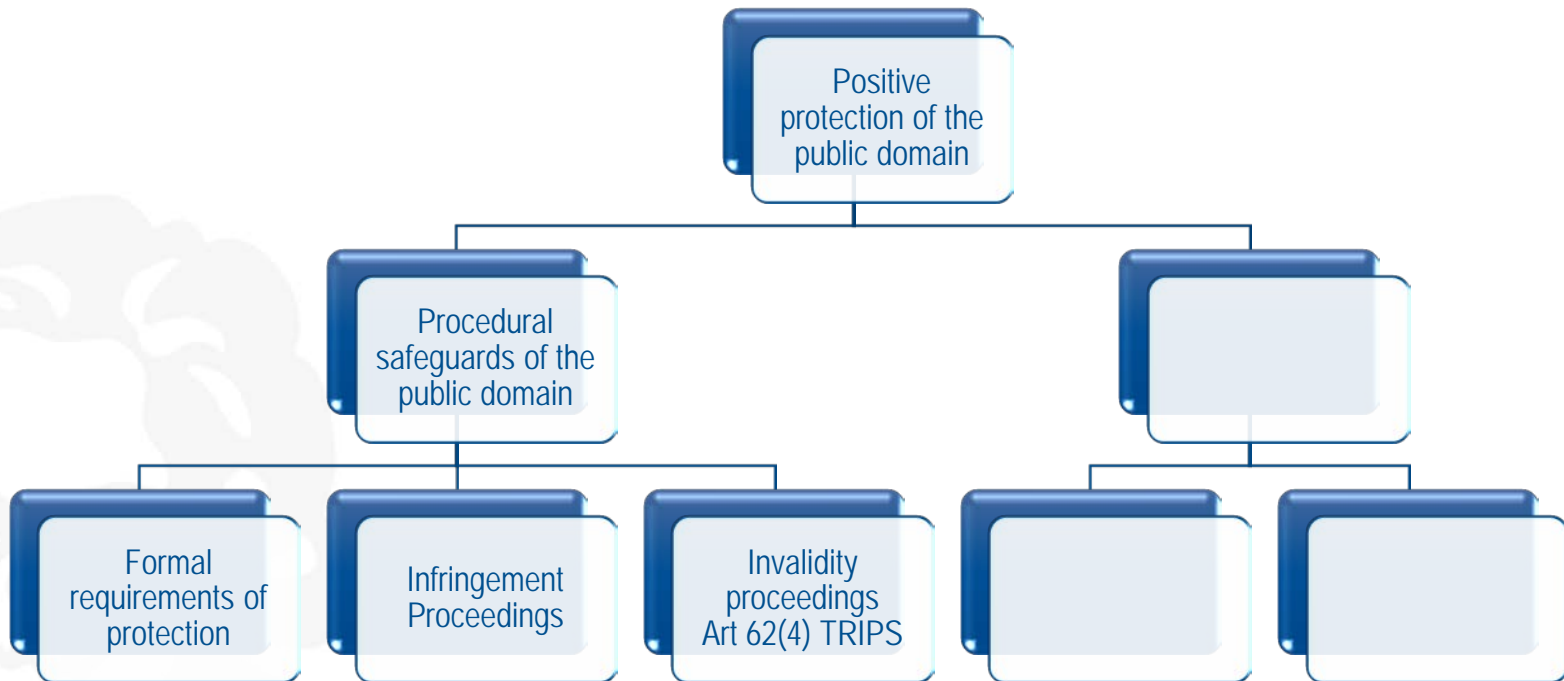 Positive
protection of the
public domain
Procedural
safeguards of the
public domain
Formal
requirements of
protection
Infringement
Proceedings
Invalidity
proceedings
Art 62(4) TRIPS